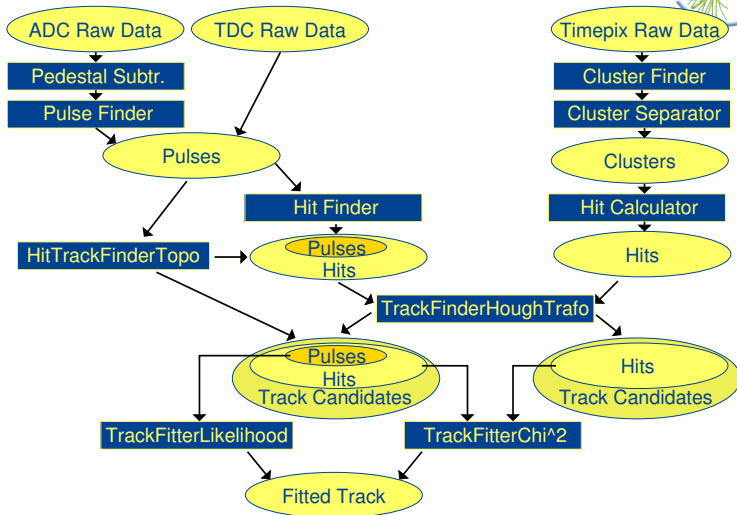 ADC Raw Data
TDC Raw Data
Timepix Raw Data
Pedestal Subtr.
Cluster Finder
Pulse Finder
Cluster Separator
Pulses
Clusters
Hit Finder
Hit Calculator
HitTrackFinderTopo
Pulses
Hits
Hits
TrackFinderHoughTrafo
Pulses
Hits
Track Candidates
Hits
Track Candidates
TrackFitterLikelihood
TrackFitterChi^2
Fitted Track